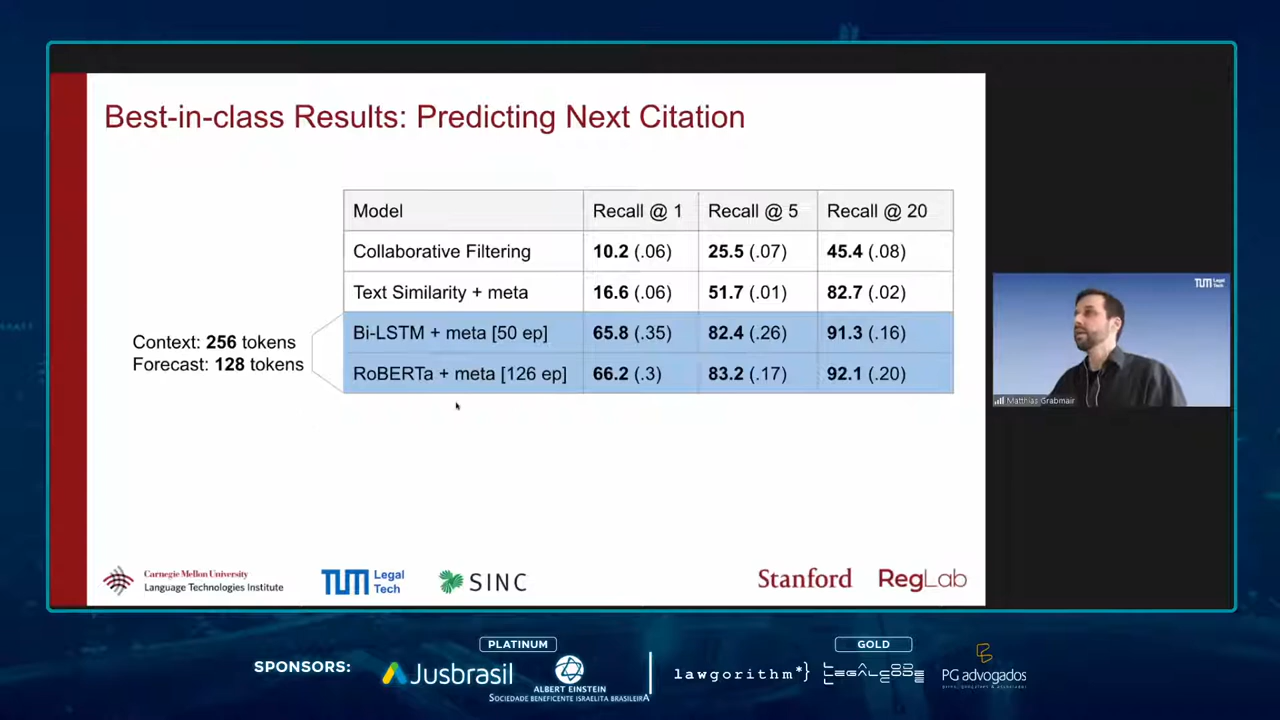 Best-in-class Results: Predicting Next Citation
Model Recall @ 1 Recall @ 5 Recall @ 20
Collaborative Filtering 10.2 (.06) 25.5 (.07) 45.4 (.08)
Text Similarity + meta 16.6 (.06) 51.7 (.01) 82.7 (.02)
Bi-LSTM + meta [50 ep] 65.8 (.35) 82.4 (.26) 91.3 (.16)
RoBERTa + meta [126 ep] 66.2 (.3) 83.2 (.17) 92.1 (.20)
Context: 256 tokens
Forecast: 128 tokens
TUM Legal
Tech
Matthias Grabmair
Carnegie Mellon University
Language Technologies Institute
TUM Legal
Tech
SINC
Stanford RegLab
SPONSORS:
PLATINUM
Jusbrasil
ALBERT EINSTEIN
SOCIEDADE BENEFICENTE ISRAELITA BRASILEIRA
GOLD
lawgorithm*}
LEGALCODE
PG advogados